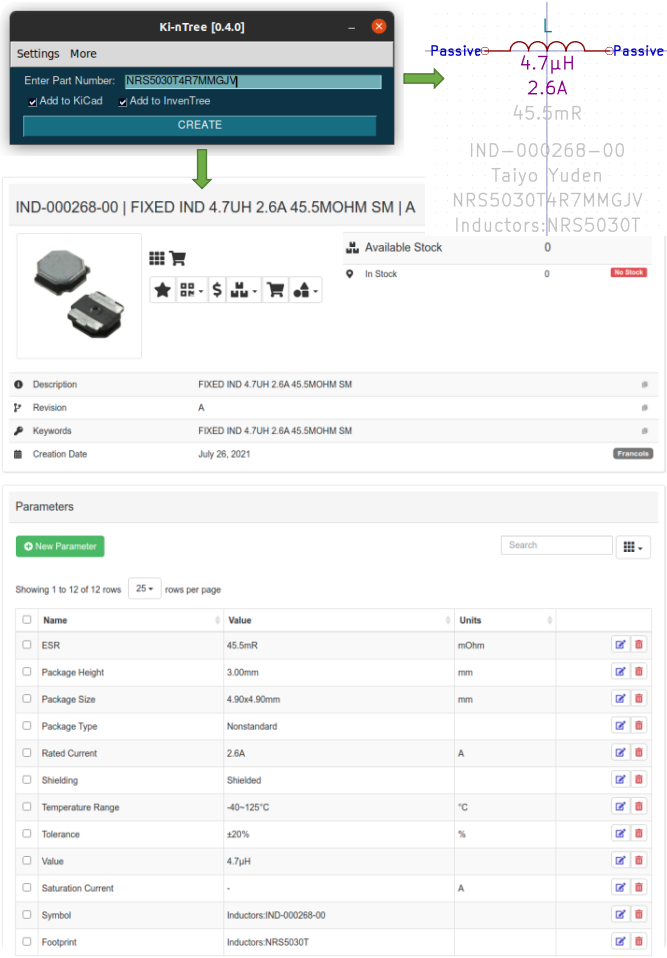 Ki-nTree [0.4.0]
Settings More
Enter Part Number: NRS5030T4R7MMGJV
Add to KiCad Add to InvenTree
CREATE
L
Passive Passive
4.7μH
2.6A
45.5mR
IND-000268-00
Taiyo Yuden
NRS5030T4R7MMGJV
Inductors:NRS5030T
IND-000268-00 | FIXED IND 4.7UH 2.6A 45.5MOHM SM | A
Available Stock 0
In Stock 0 No Stock
Description FIXED IND 4.7UH 2.6A 45.5MOHM SM
Revision A
Keywords FIXED IND 4.7UH 2.6A 45.5MOHM SM
Creation Date July 26, 2021 Francois
Parameters
New Parameter Search
Showing 1 to 12 of 12 rows 25 rows per page
Name Value Units
ESR 45.5mR mOhm
Package Height 3.00mm mm
Package Size 4.90x4.90mm mm
Package Type Nonstandard
Rated Current 2.6A A
Shielding Shielded
Temperature Range -40~125°C °C
Tolerance ±20% %
Value 4.7μH
Saturation Current - A
Symbol Inductors:IND-000268-00
Footprint Inductors:NRS5030T